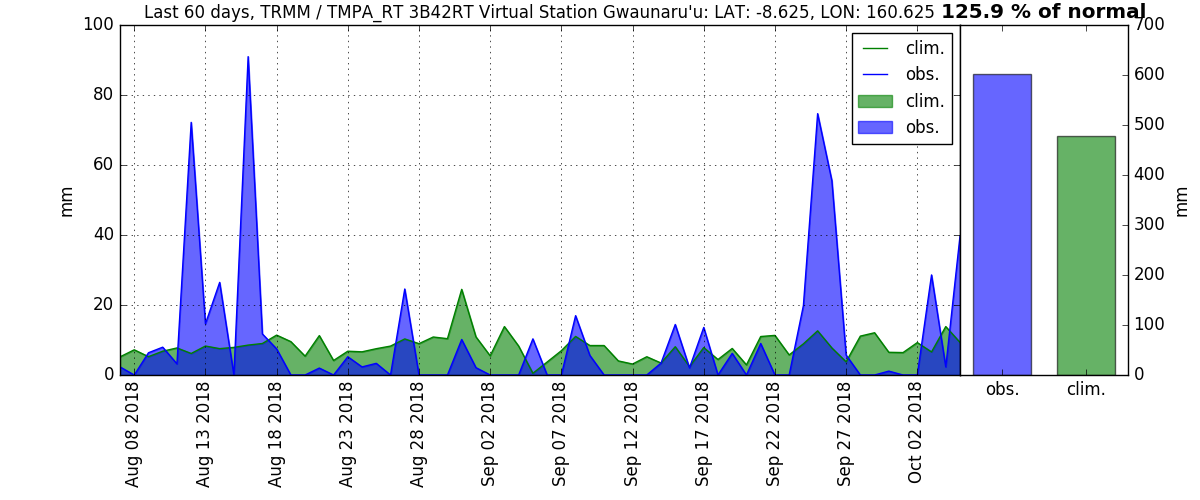 Last 60 days, TRMM / TMPA_RT 3B42RT Virtual Station Gwaunaru'u: LAT: -8.625, LON: 160.625 125.9 % of normal
100
80
60
40
20
0
mm
clim.
obs.
clim.
obs.
700
600
500
400
300
200
100
0
mm
Aug 08 2018
Aug 13 2018
Aug 18 2018
Aug 23 2018
Aug 28 2018
Sep 02 2018
Sep 07 2018
Sep 12 2018
Sep 17 2018
Sep 22 2018
Sep 27 2018
Oct 02 2018
obs.
clim.